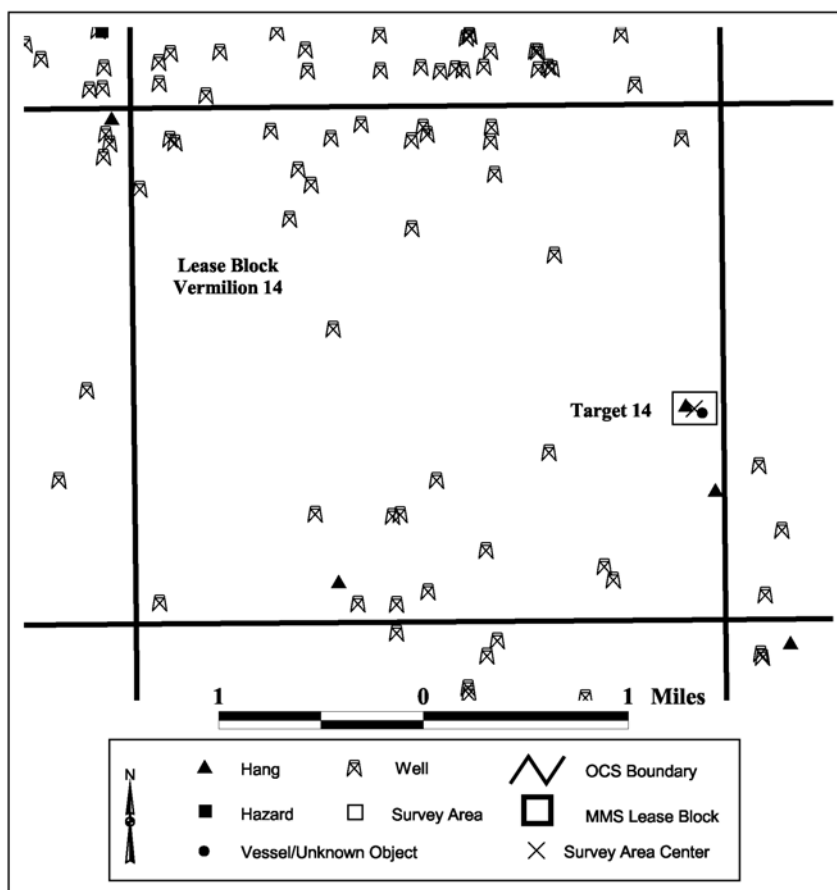 Lease Block
Vermilion 14
Target 14
1 0 1 Miles
N
Hang Well OCS Boundary
Hazard Survey Area MMS Lease Block
Vessel/Unknown Object Survey Area Center